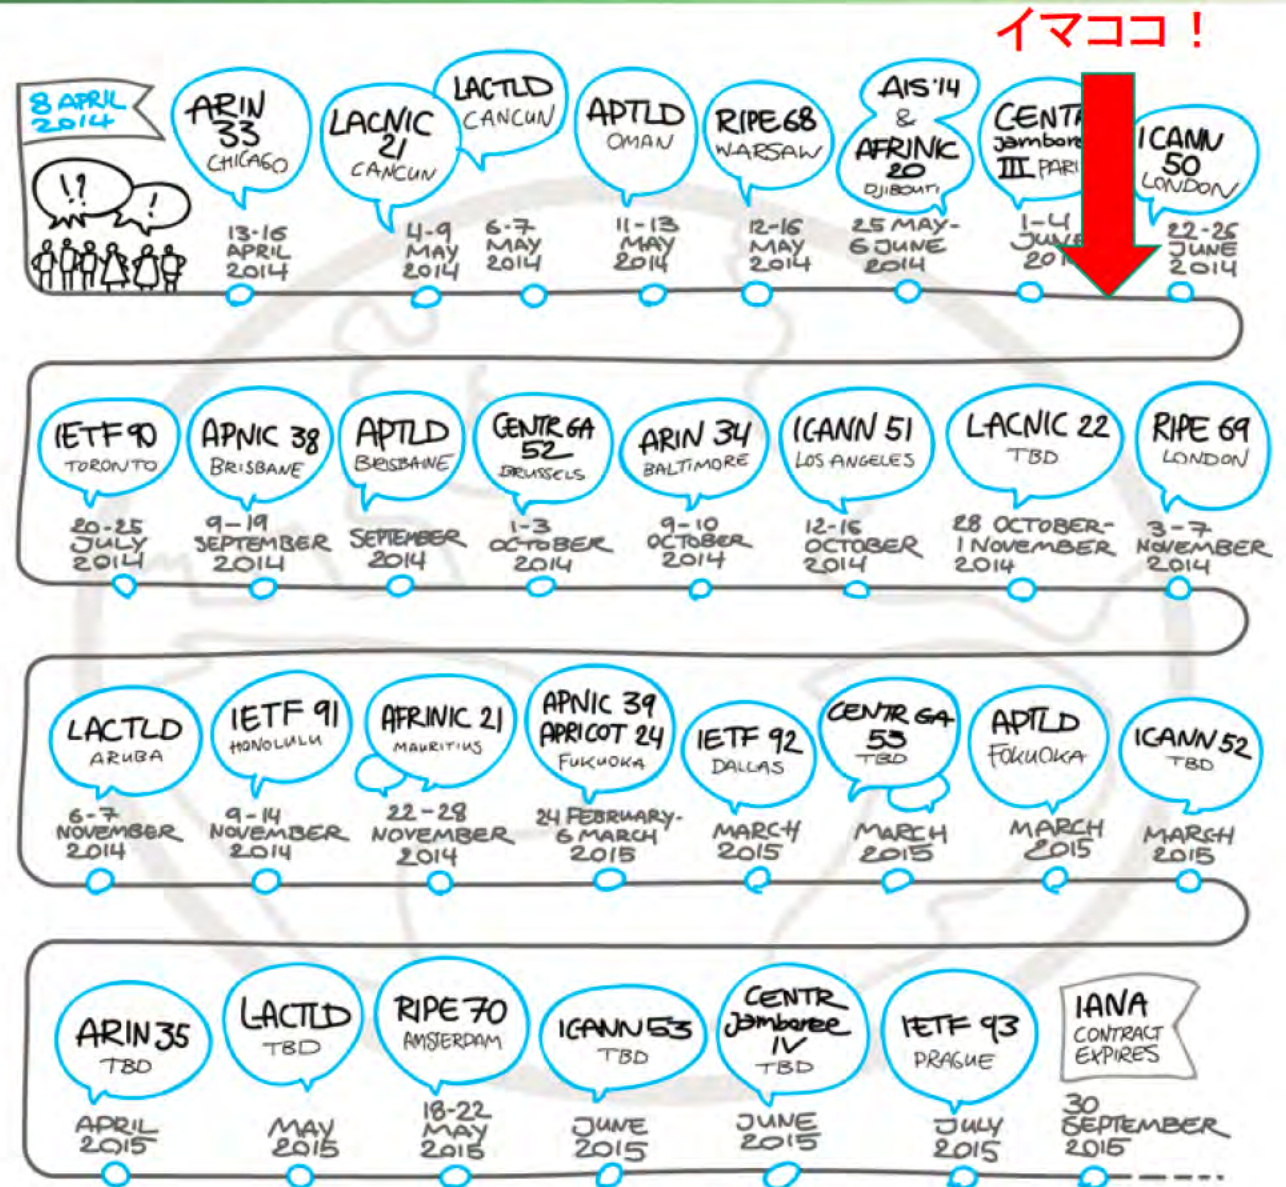 イマココ！
8 APRIL
2014
!?
!
ARIN
33
CHICAGO
13-16
APRIL
2014
LACNIC
21
CANCUN
4-9
MAY
2014
LACTLD
CANCUN
6-7
MAY
2014
APTLD
OMAN
11-13
MAY
2014
RIPE 68
WARSAW
12-16
MAY
2014
AIS'14
&
AFRINIC
20
DJIBOUTI
25 MAY-
6 JUNE
2014
CENT
Jambore
III PARI
1-4
JUN
201
ICANN
50
LONDON
22-26
JUNE
2014
IETF 90
TORONTO
20-25
JULY
2014
APNIC 38
BRISBANE
9-19
SEPTEMBER
2014
APTLD
BRISBANE
SEPTEMBER
2014
CENTR GA
52
BRUSSELS
1-3
OCTOBER
2014
ARIN 34
BALTIMORE
9-10
OCTOBER
2014
ICANN 51
LOS ANGELES
12-16
OCTOBER
2014
LACNIC 22
TBD
28 OCTOBER-
1 NOVEMBER
2014
RIPE 69
LONDON
3-7
NOVEMBER
2014
LACTLD
ARUBA
6-7
NOVEMBER
2014
IETF 91
HONOLULU
9-14
NOVEMBER
2014
AFRINIC 21
MAURITIUS
22-28
NOVEMBER
2014
APNIC 39
APRICOT 24
FUKUOKA
24 FEBRUARY-
6 MARCH
2015
IETF 92
DALLAS
MARCH
2015
CENTR GA
53
TBD
MARCH
2015
APTLD
FOKUOKA
MARCH
2015
ICANN 52
TBD
MARCH
2015
ARIN 35
TBD
APRIL
2015
LACTLD
TBD
MAY
2015
RIPE 70
AMSTERDAM
18-22
MAY
2015
ICANN 53
TBD
JUNE
2015
CENTR
Jamboree
IV
TBD
JUNE
2015
IETF 93
PRAGUE
JULY
2015
IANA
CONTRACT
EXPIRES
30
SEPTEMBER
2015